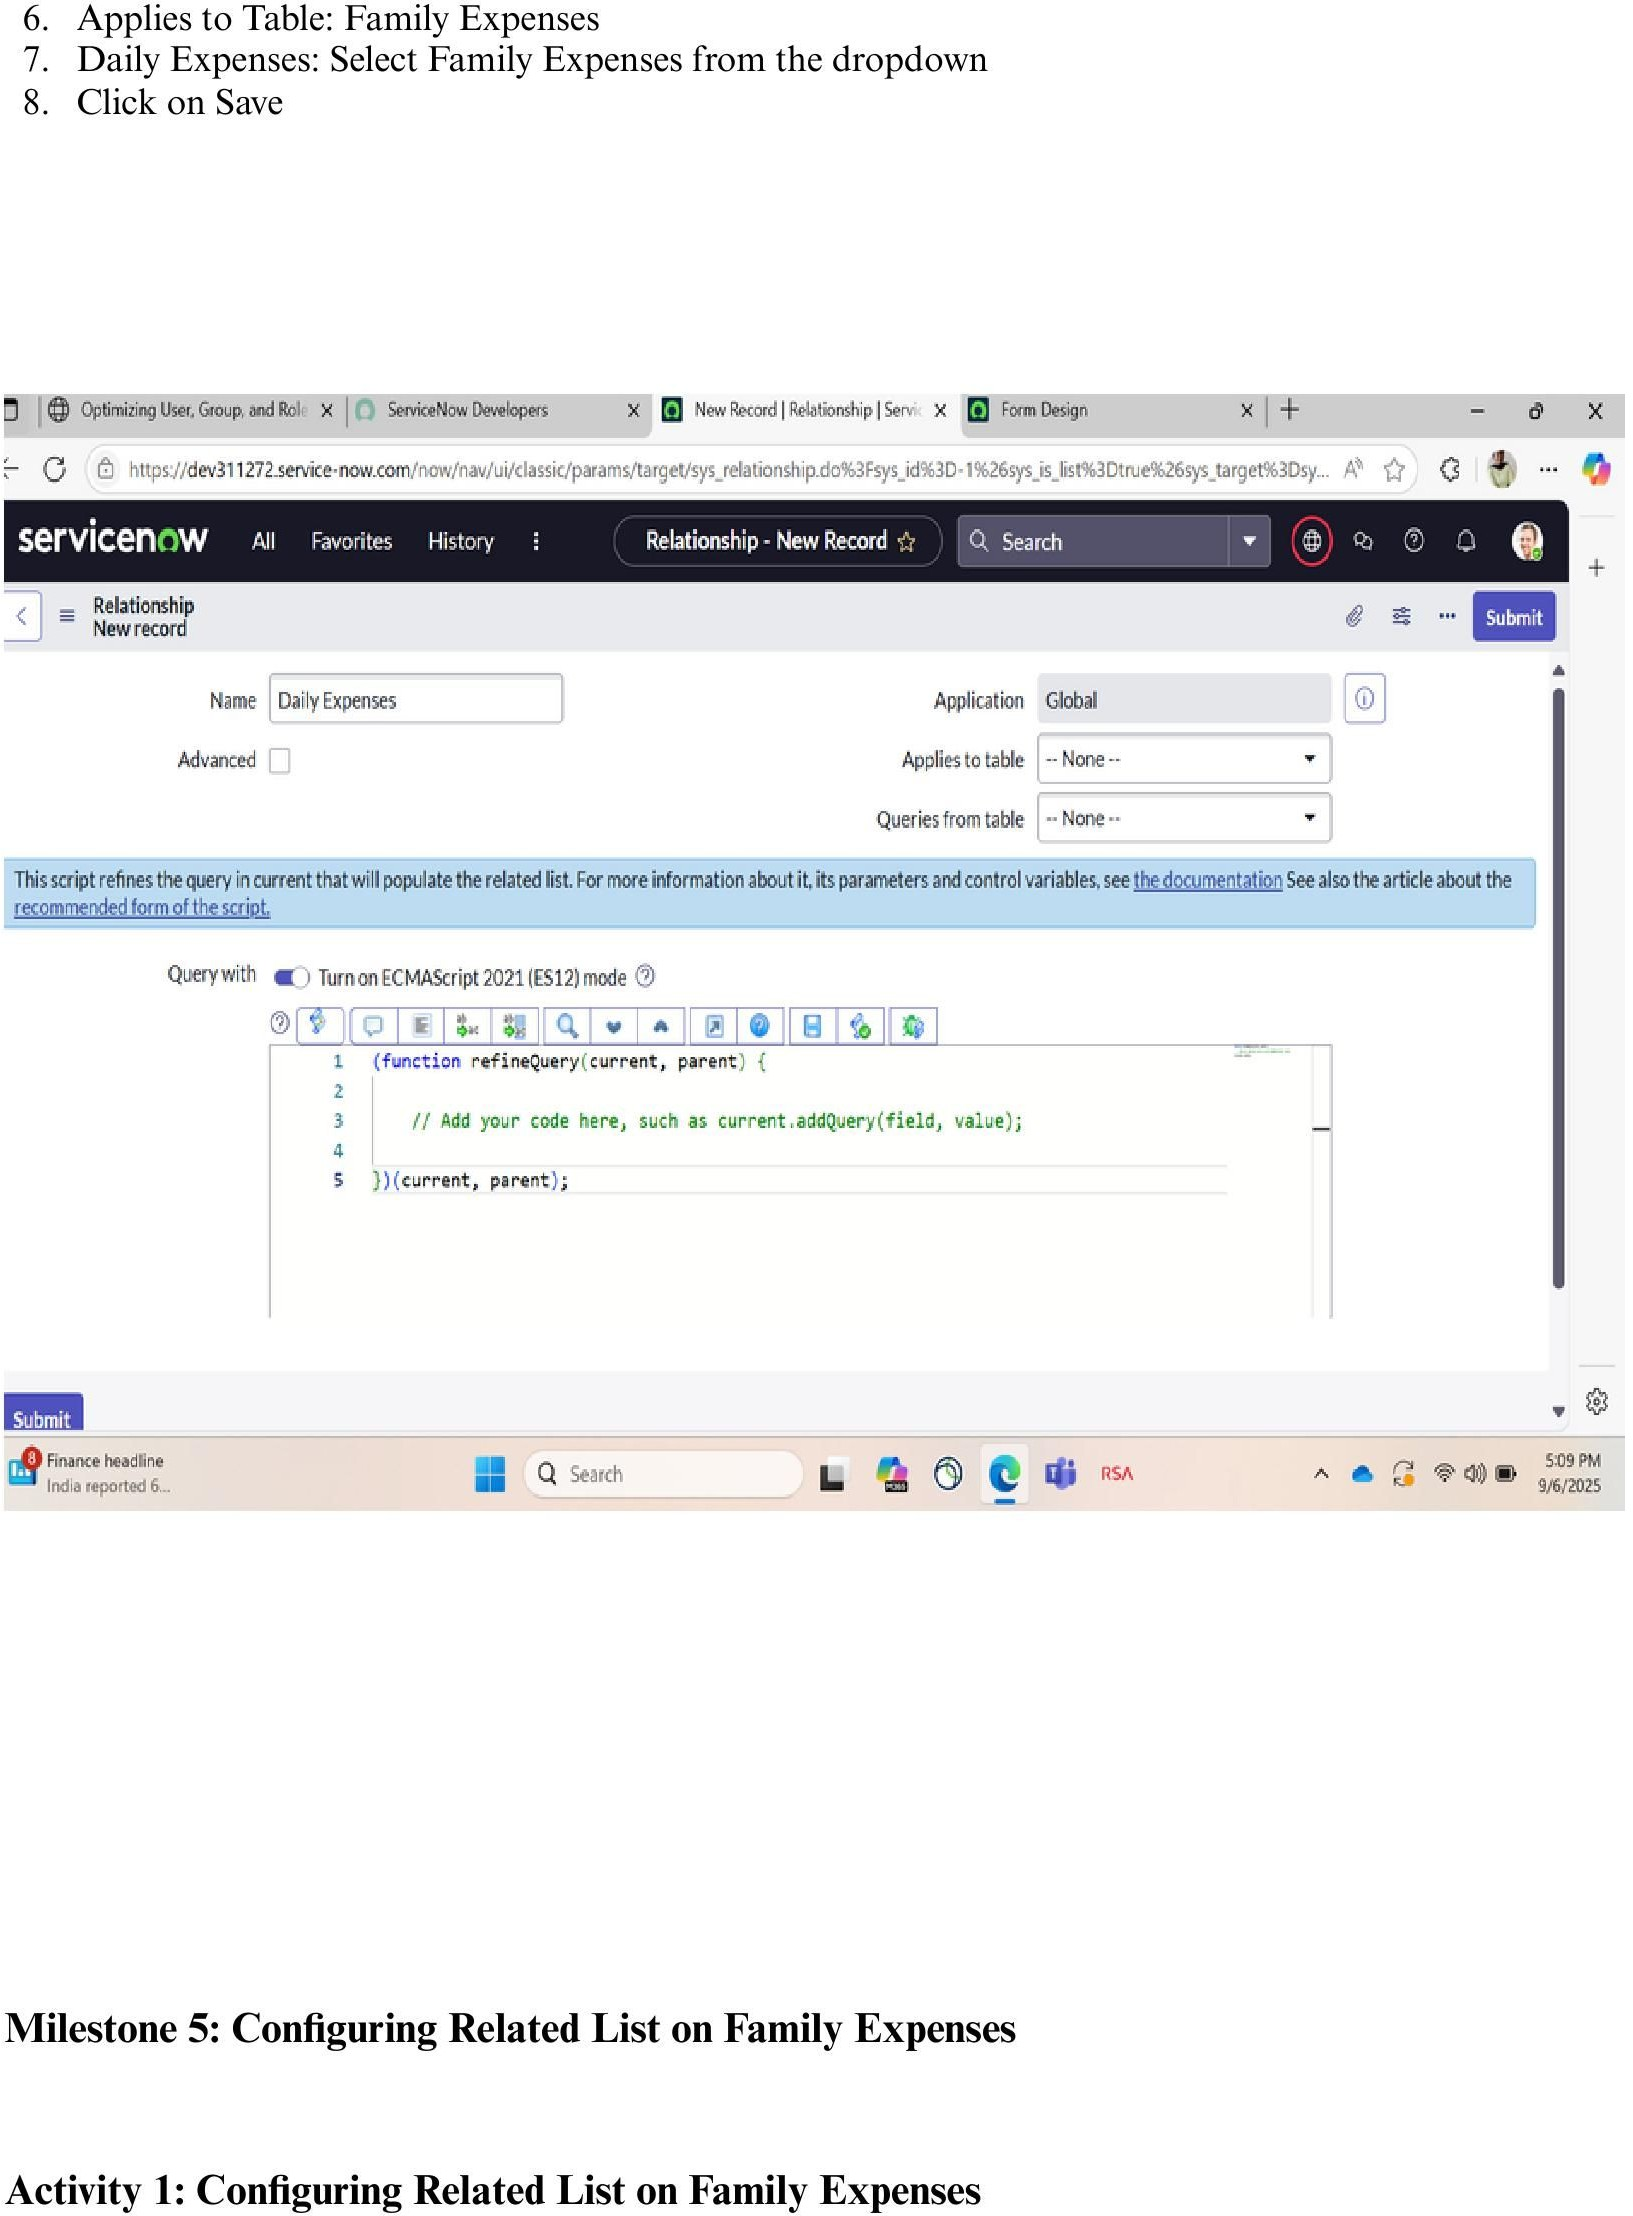 6. Applies to Table: Family Expenses
7. Daily Expenses: Select Family Expenses from the dropdown
8. Click on Save
Optimizing User, Group, and Role
ServiceNow Developers
New Record | Relationship | Servic
Form Design
https://dev311272.service-now.com/now/nav/ui/classic/params/target/sys_relationship.do%3Fsys_id%3D-1%26sys_is_list%3Dtrue%26sys_target%3Dsy...
servicenow All Favorites History Relationship - New Record Search
Relationship
New record
Submit
Name Daily Expenses Application Global
Advanced Applies to table -- None --
Queries from table -- None --
This script refines the query in current that will populate the related list. For more information about it, its parameters and control variables, see the documentation See also the article about the
recommended form of the script.
Query with Turn on ECMAScript 2021 (ES12) mode
1 (function refineQuery(current, parent) {
2
3 // Add your code here, such as current.addQuery(field, value);
4
5 })(current, parent);
Submit
8 Finance headline
India reported 6...
Search
RSA
5:09 PM
9/6/2025
Milestone 5: Configuring Related List on Family Expenses
Activity 1: Configuring Related List on Family Expenses